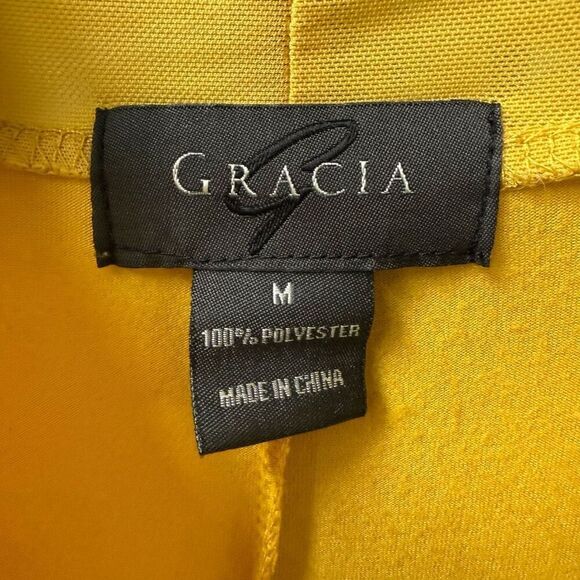 GRACIA
G
M
100% POLYESTER
MADE IN CHINA